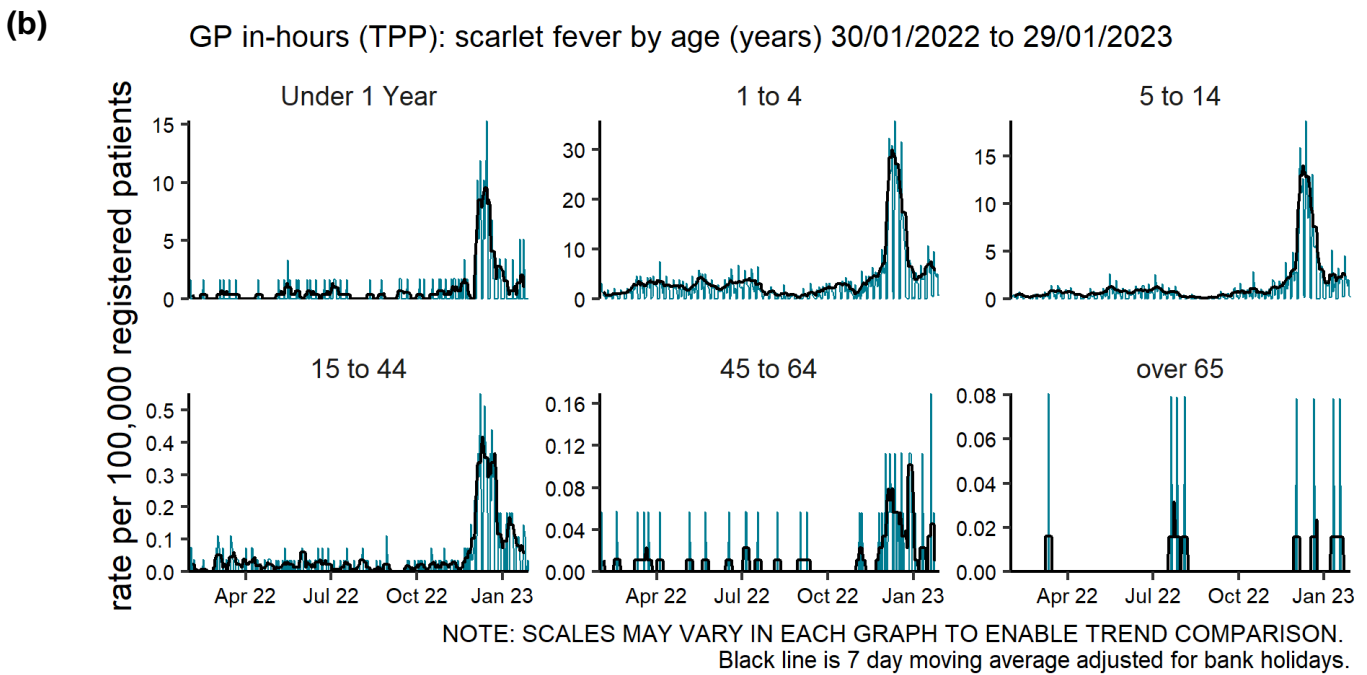 (b)
GP in-hours (TPP): scarlet fever by age (years) 30/01/2022 to 29/01/2023
rate per 100,000 registered patients
Under 1 Year
15
10
5
0
1 to 4
30
20
10
0
5 to 14
15
10
5
0
15 to 44
0.5
0.4
0.3
0.2
0.1
0.0
Apr 22 Jul 22 Oct 22 Jan 23
45 to 64
0.16
0.12
0.08
0.04
0.00
Apr 22 Jul 22 Oct 22 Jan 23
over 65
0.08
0.06
0.04
0.02
0.00
Apr 22 Jul 22 Oct 22 Jan 23
NOTE: SCALES MAY VARY IN EACH GRAPH TO ENABLE TREND COMPARISON.
Black line is 7 day moving average adjusted for bank holidays.